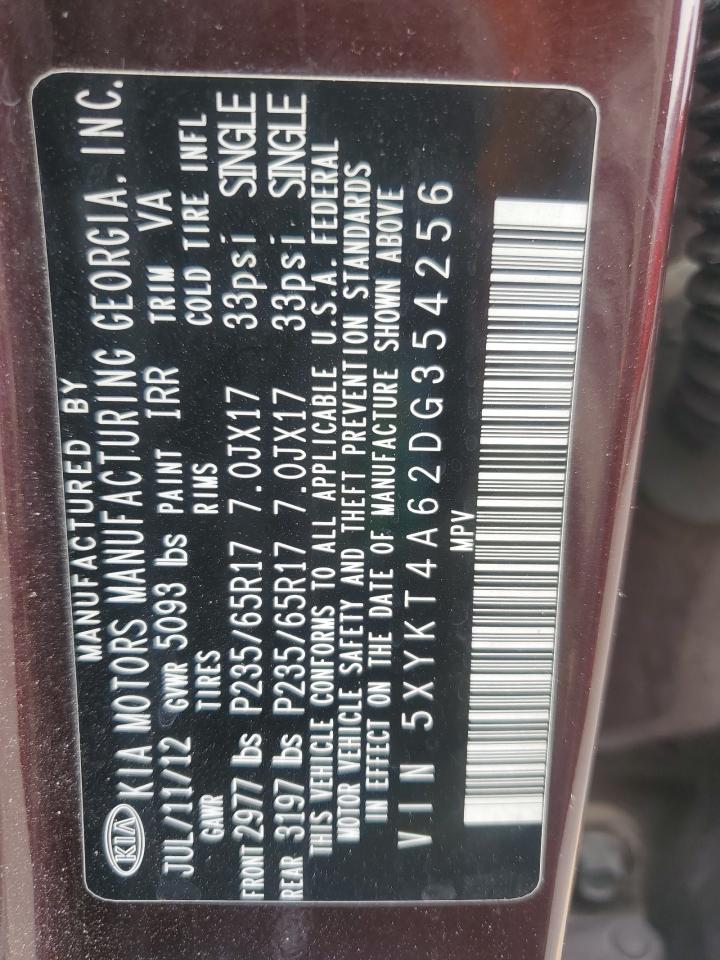 MANUFACTURED BY
KIA KIA MOTORS MANUFACTURING GEORGIA, INC.
JUL/11/12 GVWR 5093 lbs PAINT IRR TRIM VA
GAWR TIRES RIMS COLD TIRE INFL
FRONT 2977 lbs P235/65R17 7.0JX17 33psi SINGLE
REAR 3197 lbs P235/65R17 7.0JX17 33psi SINGLE
THIS VEHICLE CONFORMS TO ALL APPLICABLE U.S.A. FEDERAL
MOTOR VEHICLE SAFETY AND THEFT PREVENTION STANDARDS
IN EFFECT ON THE DATE OF MANUFACTURE SHOWN ABOVE
VIN 5XYKT4A62DG354256
MPV